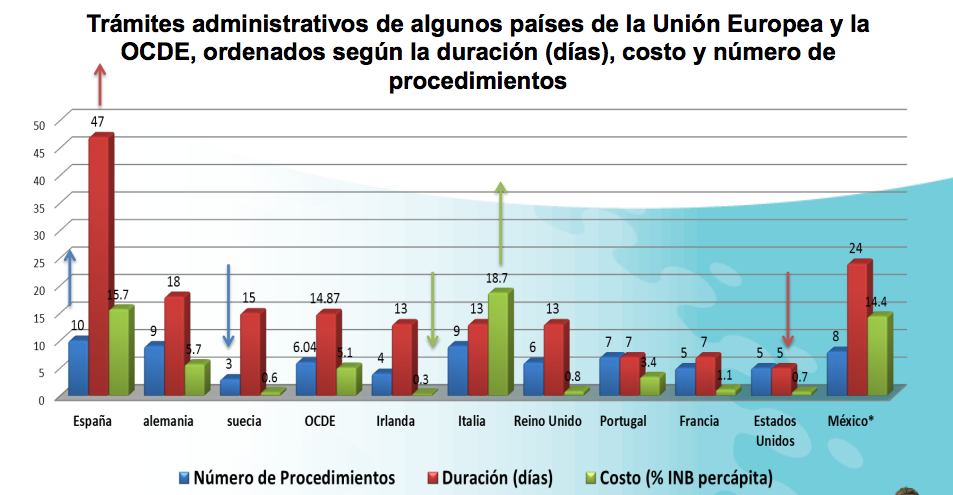 Trámites administrativos de algunos países de la Unión Europea y la
OCDE, ordenados según la duración (días), costo y número de
procedimientos
50
45
40
35
30
25
20
15
10
5
0
10
47
15.7
9
18
5.7
3
15
0.6
6.04
14.87
5.1
4
13
0.3
9
13
18.7
6
13
0.8
7
7
3.4
5
7
1.1
5
5
0.7
8
24
14.4
España
alemania
suecia
OCDE
Irlanda
Italia
Reino Unido
Portugal
Francia
Estados
Unidos
México*
Número de Procedimientos
Duración (días)
Costo (% INB percápita)